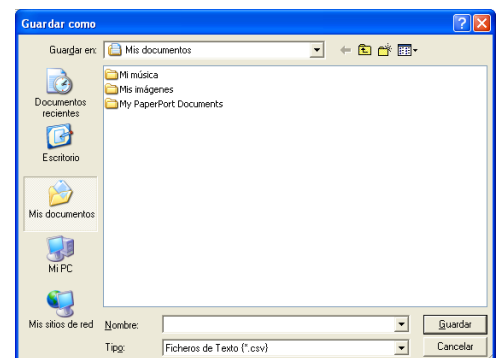 Guardar como
Guardar en:
Mis documentos
Documentos
recientes
Escritorio
Mis documentos
Mi PC
Mis sitios de red
Mi música
Mis imágenes
My PaperPort Documents
Nombre:
Guardar
Tipo:
Ficheros de Texto (*.csv)
Cancelar